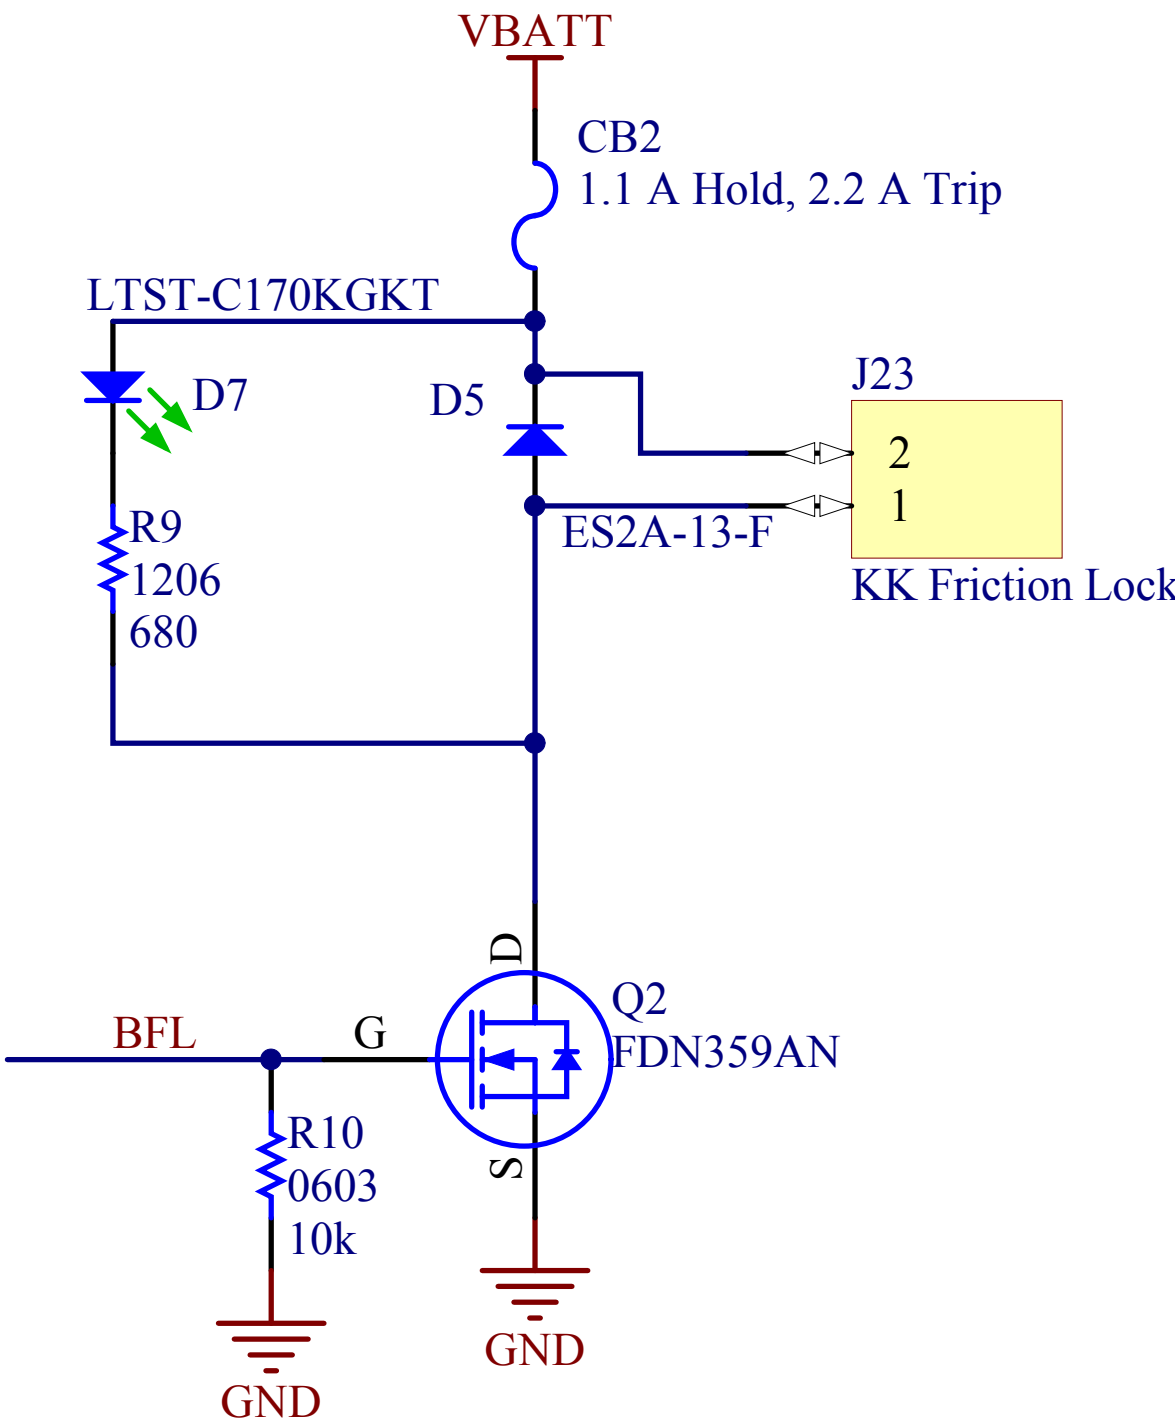 VBATT
CB2
1.1 A Hold, 2.2 A Trip
LTST-C170KGKT
D7
D5
J23
2
1
ES2A-13-F
KK Friction Lock
R9
1206
680
D
Q2
FDN359AN
BFL
G
S
R10
0603
10k
GND
GND